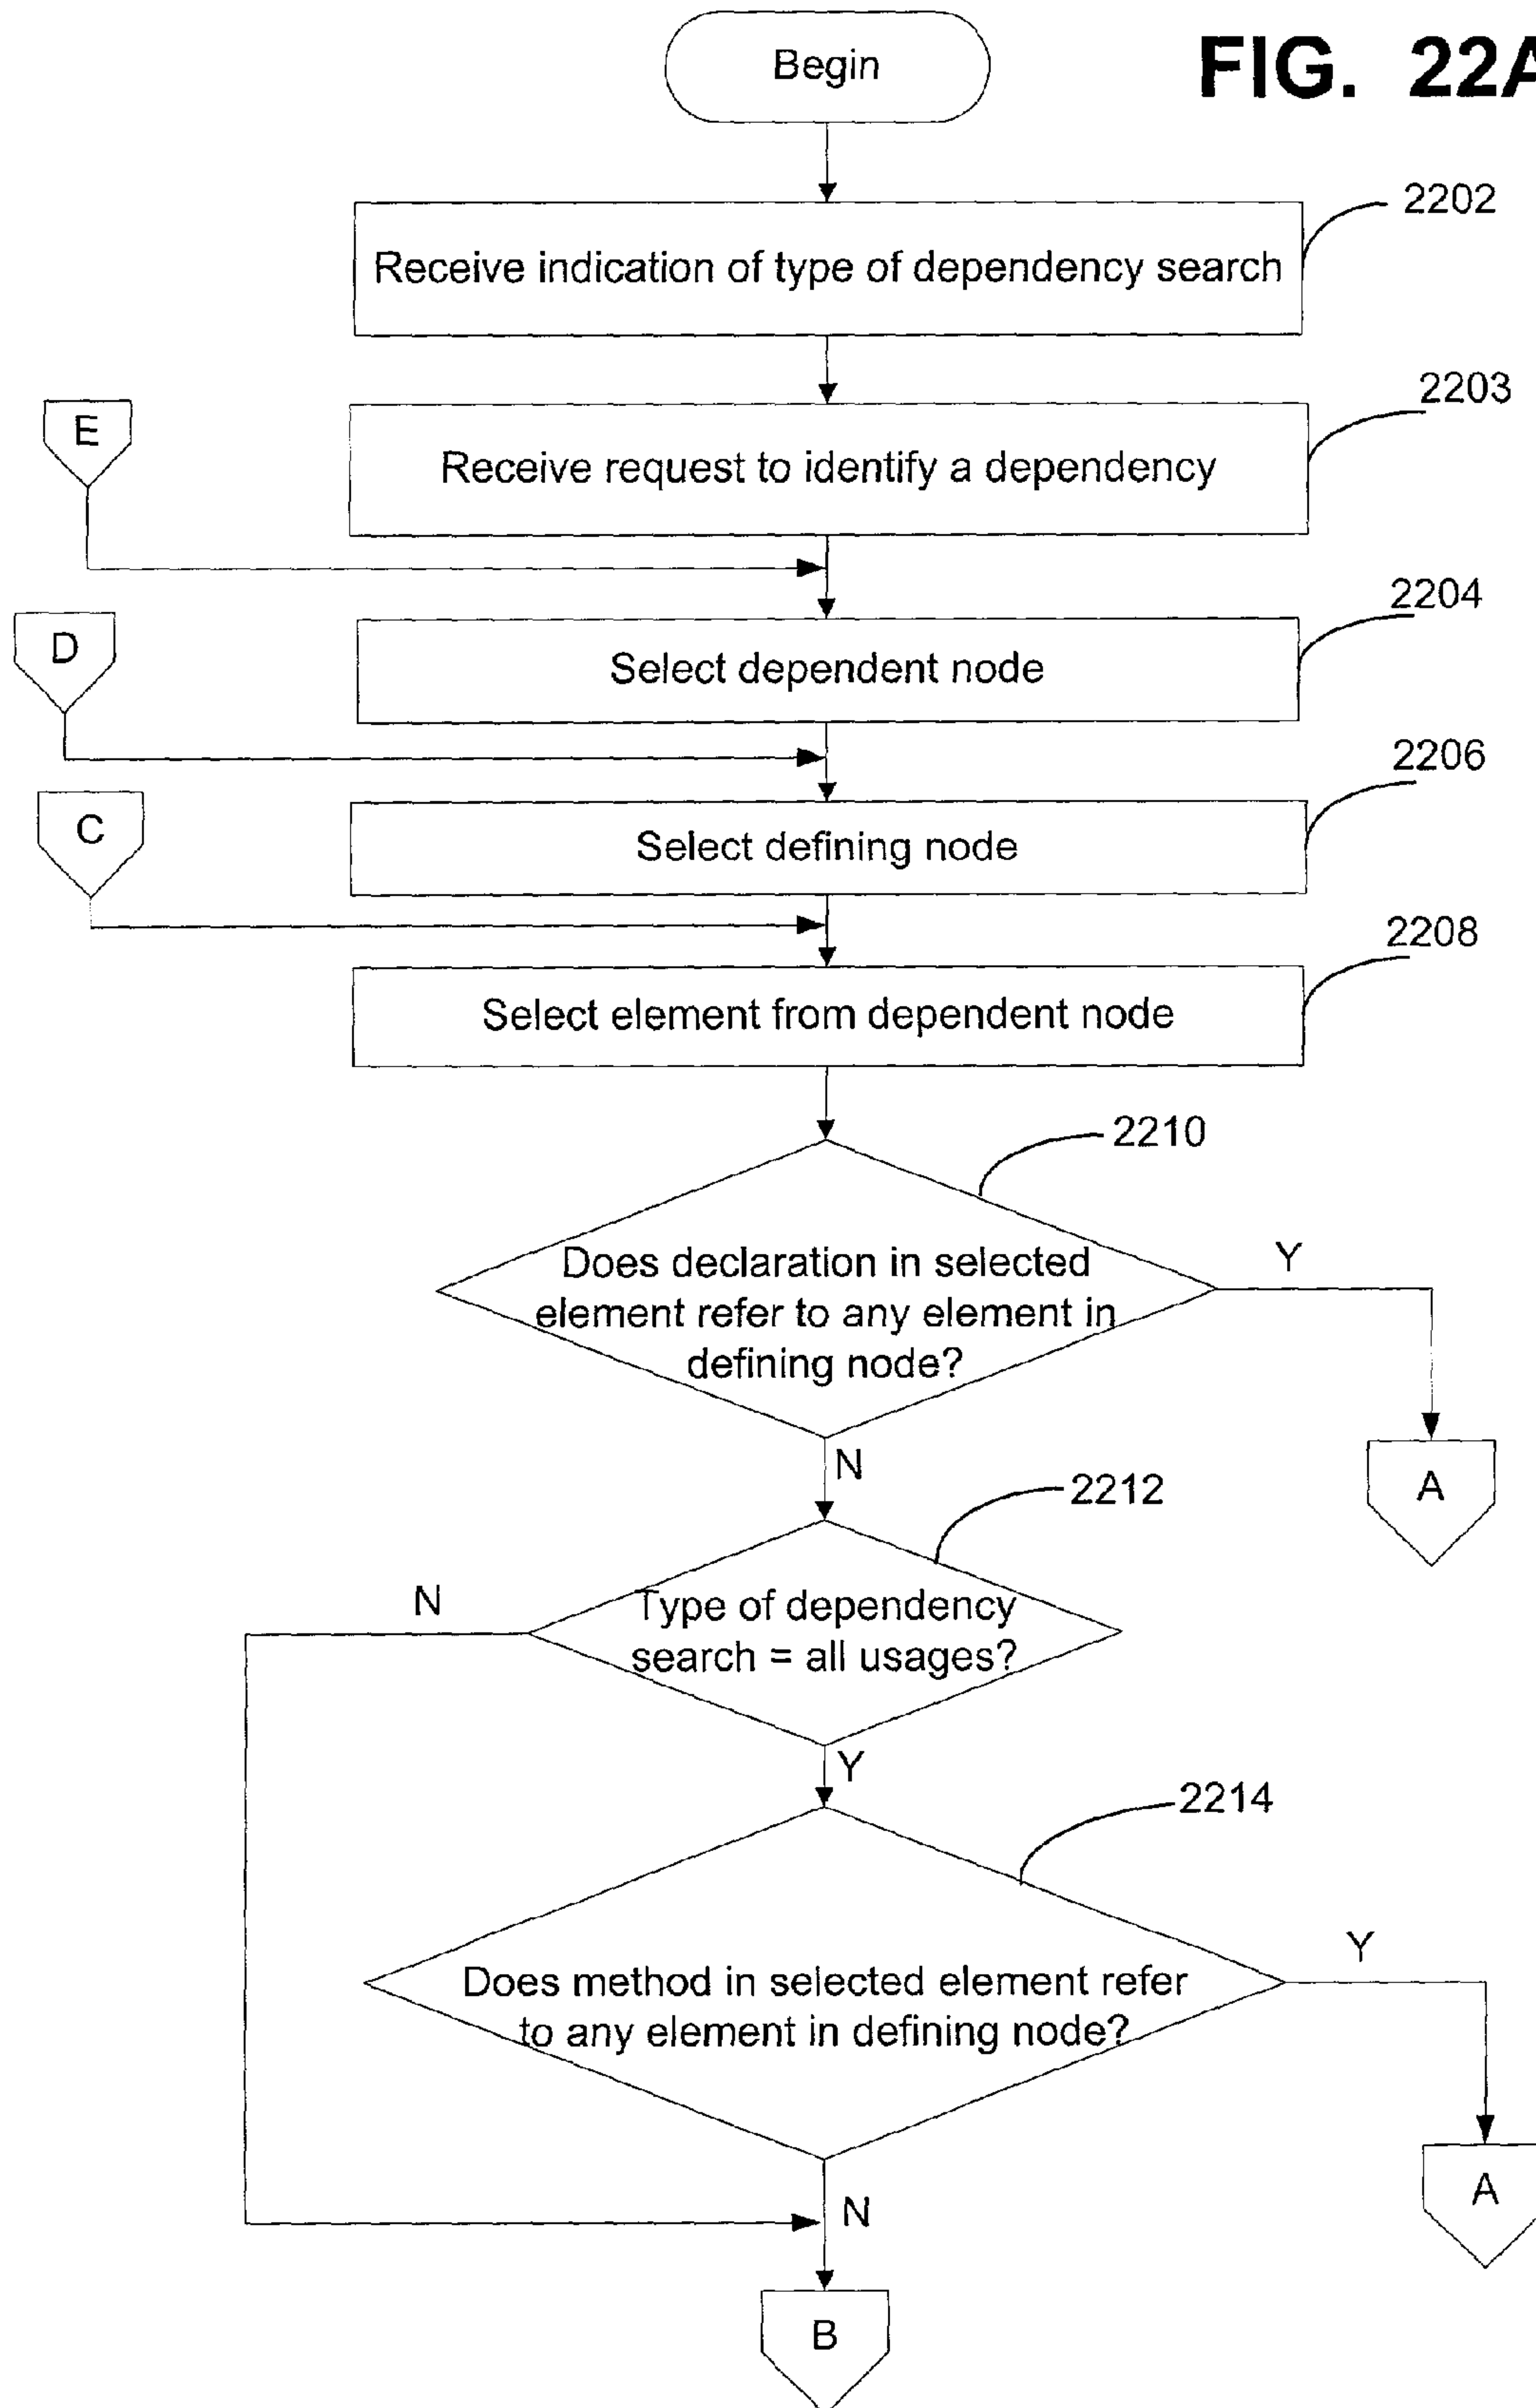 Begin
FIG. 22A
2202
Receive indication of type of dependency search
2203
E
Receive request to identify a dependency
2204
D
Select dependent node
2206
C
Select defining node
2208
Select element from dependent node
2210
Does declaration in selected
element refer to any element in
defining node?
Y
A
N
2212
N
Type of dependency
search = all usages?
Y
2214
Does method in selected element refer
to any element in defining node?
Y
A
N
B